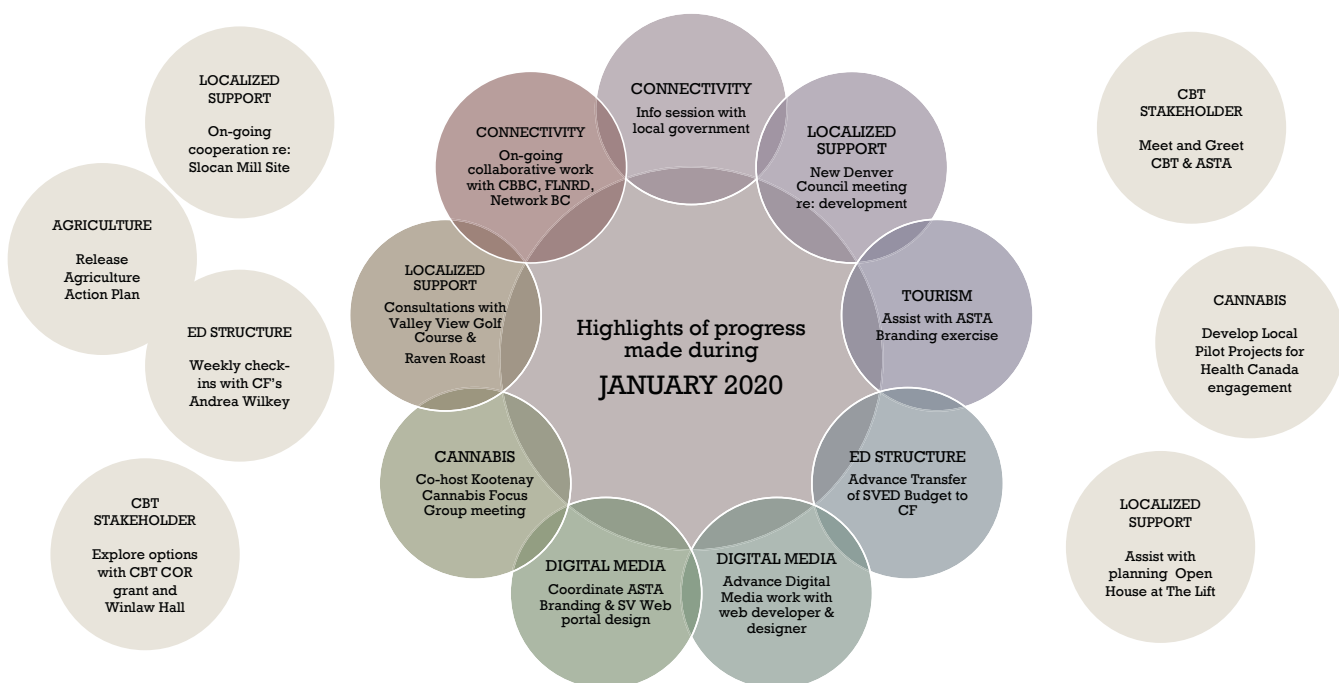 LOCALIZED
SUPPORT
On-going
cooperation re:
Slocan Mill Site
AGRICULTURE
Release
Agriculture
Action Plan
ED STRUCTURE
Weekly check-
ins with CF's
Andrea Wilkey
CBT
STAKEHOLDER
Explore options
with CBT COR
grant and
Winlaw Hall
Highlights of progress
made during
JANUARY 2020
CONNECTIVITY
Info session with
local government
LOCALIZED
SUPPORT
New Denver
Council meeting
re: development
TOURISM
Assist with ASTA
Branding exercise
ED STRUCTURE
Advance Transfer
of SVED Budget to
CF
DIGITAL MEDIA
Advance Digital
Media work with
web developer &
designer
DIGITAL MEDIA
Coordinate ASTA
Branding & SV Web
portal design
CANNABIS
Co-host Kootenay
Cannabis Focus
Group meeting
LOCALIZED
SUPPORT
Consultations with
Valley View Golf
Course &
Raven Roast
CONNECTIVITY
On-going
collaborative work
with CBBC, FLNRD,
Network BC
CBT
STAKEHOLDER
Meet and Greet
CBT & ASTA
CANNABIS
Develop Local
Pilot Projects for
Health Canada
engagement
LOCALIZED
SUPPORT
Assist with
planning Open
House at The Lift